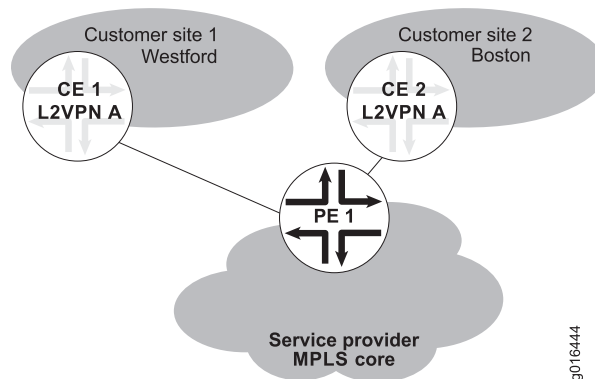 Customer site 1
Westford
CE 1
L2VPN A
Customer site 2
Boston
CE 2
L2VPN A
PE 1
Service provider
MPLS core
g016444